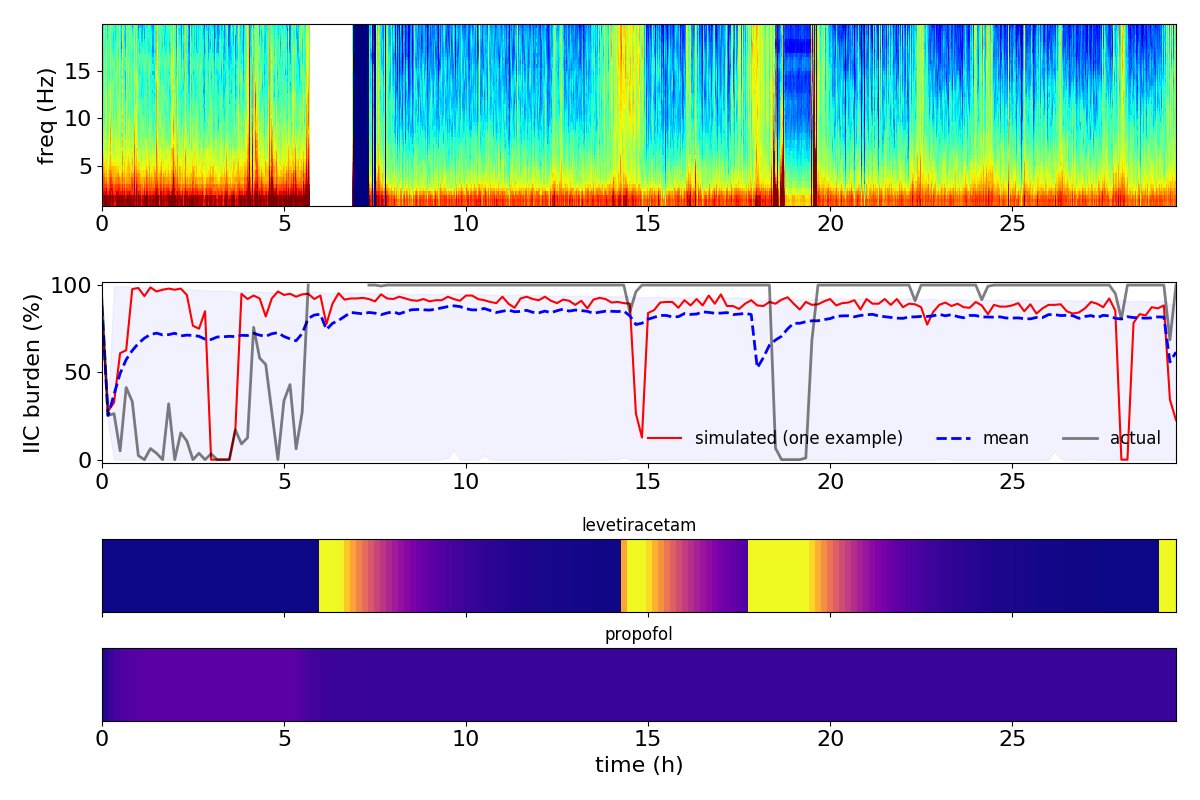 freq (Hz)
15
10
5
0 5 10 15 20 25
IIC burden (%)
100
50
0
simulated (one example) mean actual
0 5 10 15 20 25
levetiracetam
propofol
0 5 10 15 20 25
time (h)